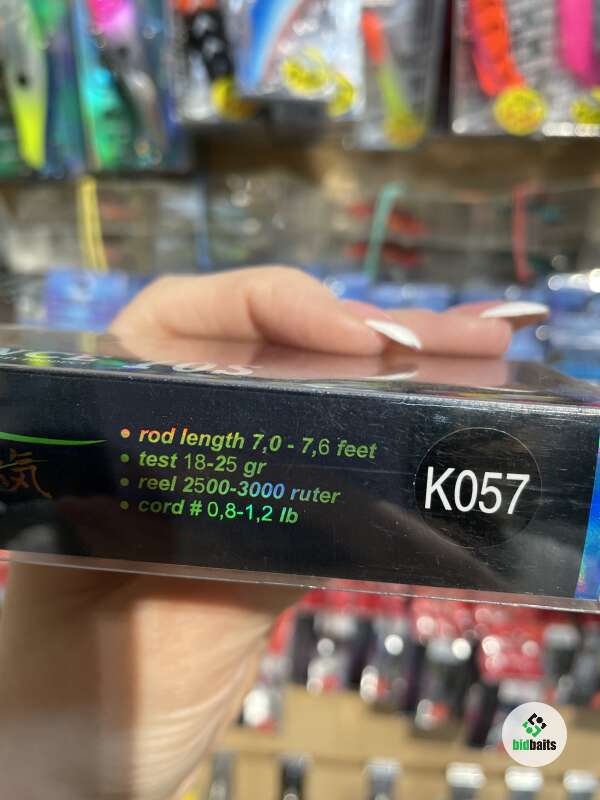 • rod length 7,0 - 7,6 feet
• test 18-25 gr
• reel 2500-3000 ruter
• cord # 0,8-1,2 lb
気
K057
bidbaits